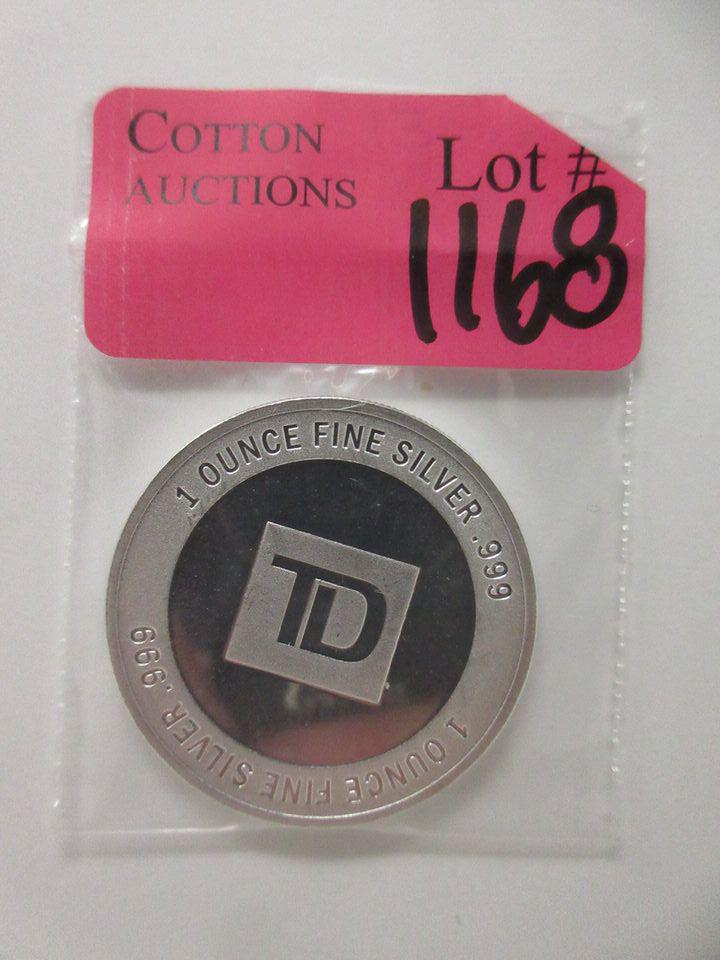 COTTON
AUCTIONS
Lot #
1168
1 OUNCE FINE SILVER .999
TD
1 OUNCE FINE SILVER .999